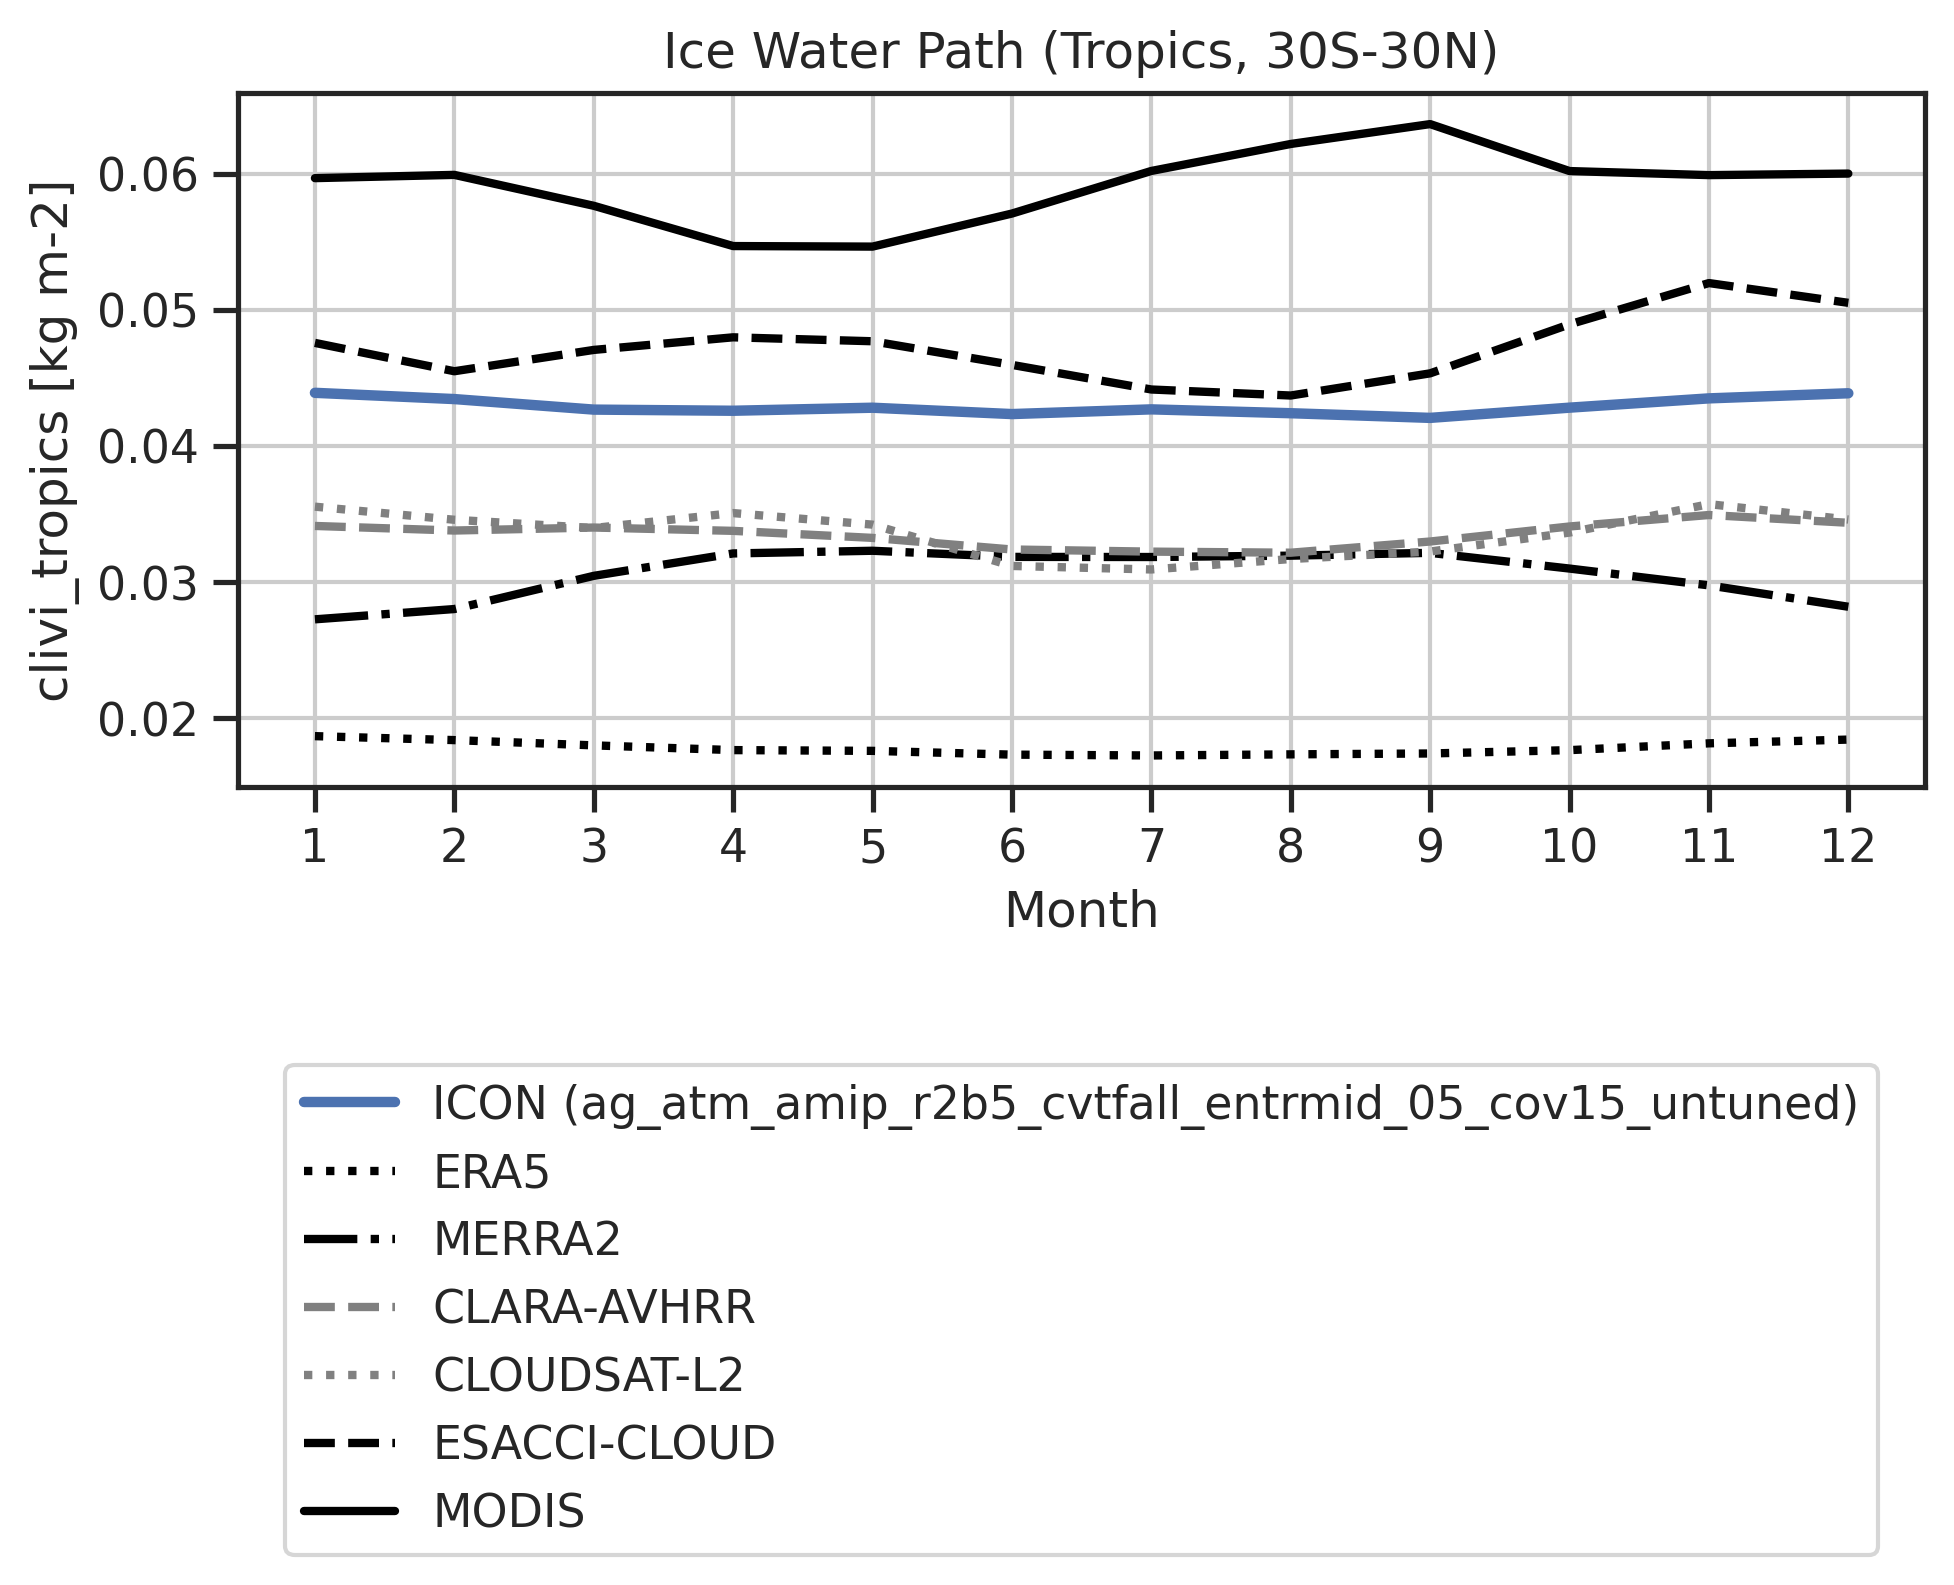 Ice Water Path (Tropics, 30S-30N)
clivi_tropics [kg m-2]
0.06
0.05
0.04
0.03
0.02
1 2 3 4 5 6 7 8 9 10 11 12
Month
ICON (ag_atm_amip_r2b5_cvtfall_entrmid_05_cov15_untuned)
ERA5
MERRA2
CLARA-AVHRR
CLOUDSAT-L2
ESACCI-CLOUD
MODIS